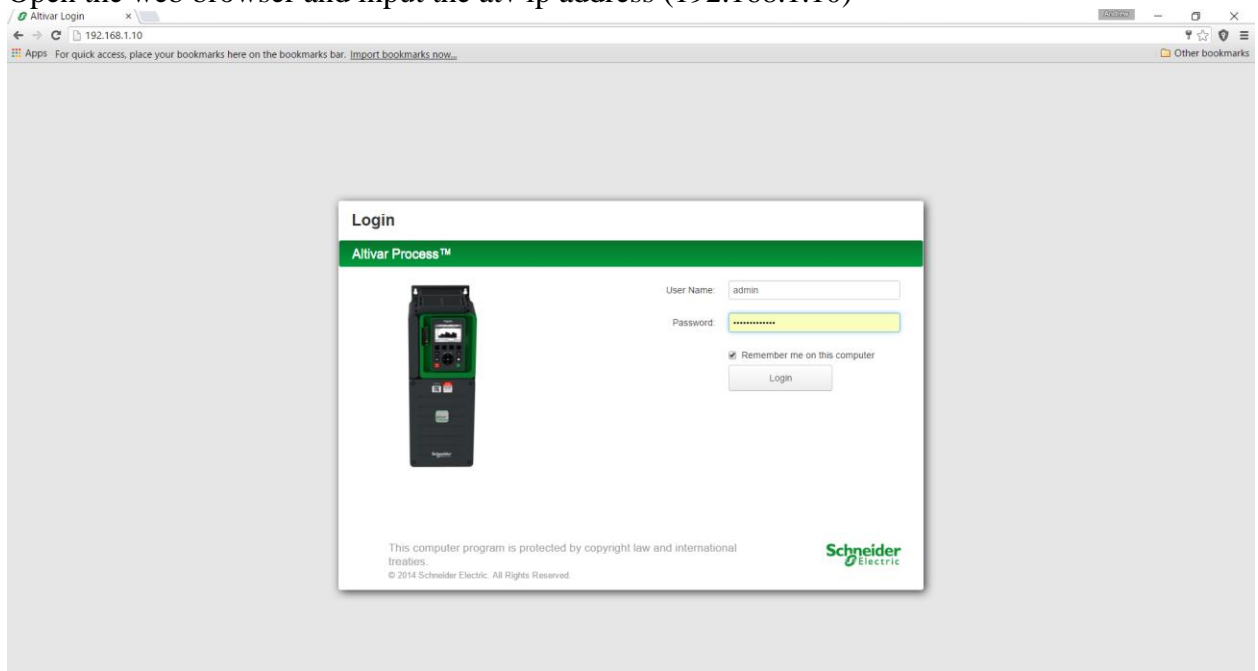 Open the web browser and input the atv ip address (192.168.1.10)
Altivar Login
192.168.1.10
Apps For quick access, place your bookmarks here on the bookmarks bar. Import bookmarks now...
Other bookmarks
Login
Altivar Process™
User Name: admin
Password: •••••••••••••
Remember me on this computer
Login
This computer program is protected by copyright law and international
treaties.
© 2014 Schneider Electric. All Rights Reserved.
Schneider
Electric